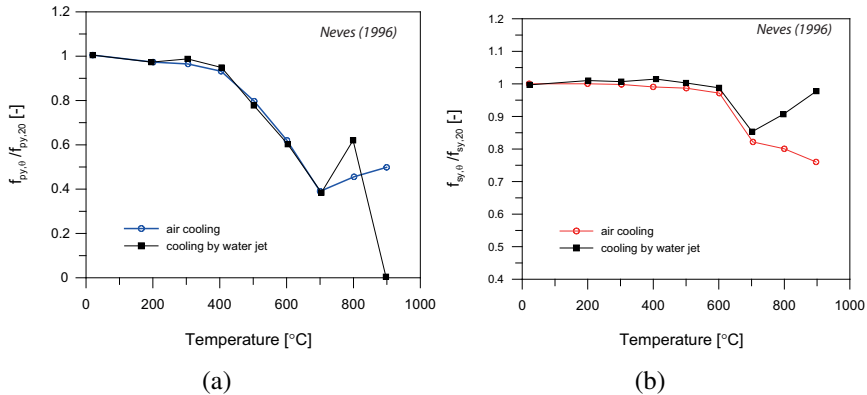 Neves (1996)
1.2
1
0.8
0.6
0.4
0.2
0
f_py,θ /f_py,20 [-]
air cooling
cooling by water jet
0 200 400 600 800 1000
Temperature [°C]
(a)
Neves (1996)
1.20
1.1
1.0
0.9
0.8
0.7
0.6
0.5
0.4
f_sy,θ /f_sy,20 [-]
air cooling
cooling by water jet
0 200 400 600 800 1000
Temperature [°C]
(b)